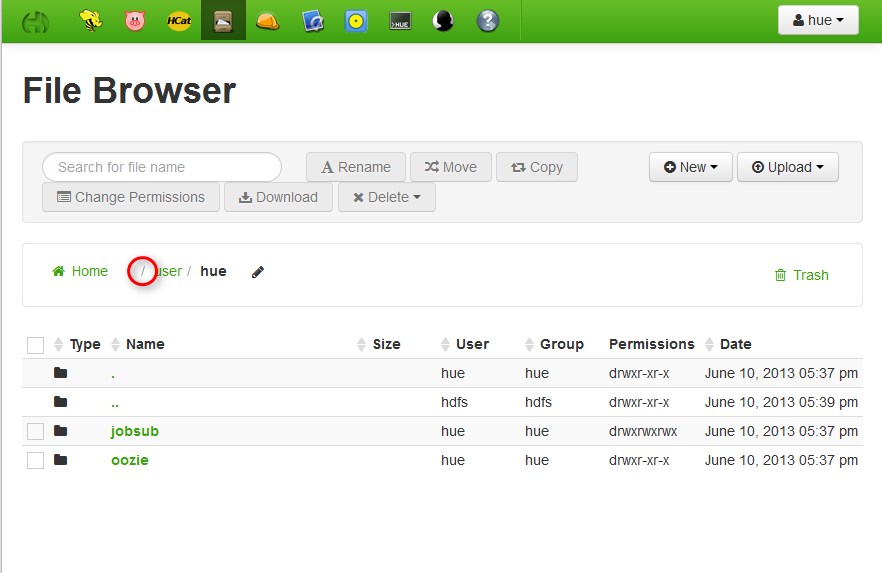 HCat >HUE ? hue
File Browser
Search for file name A Rename Move Copy New Upload
Change Permissions Download Delete
Home / user / hue Trash
Type Name Size User Group Permissions Date
. hue hue drwxr-xr-x June 10, 2013 05:37 pm
.. hdfs hdfs drwxr-xr-x June 10, 2013 05:39 pm
jobsub hue hue drwxrwxrwx June 10, 2013 05:37 pm
oozie hue hue drwxr-xr-x June 10, 2013 05:37 pm